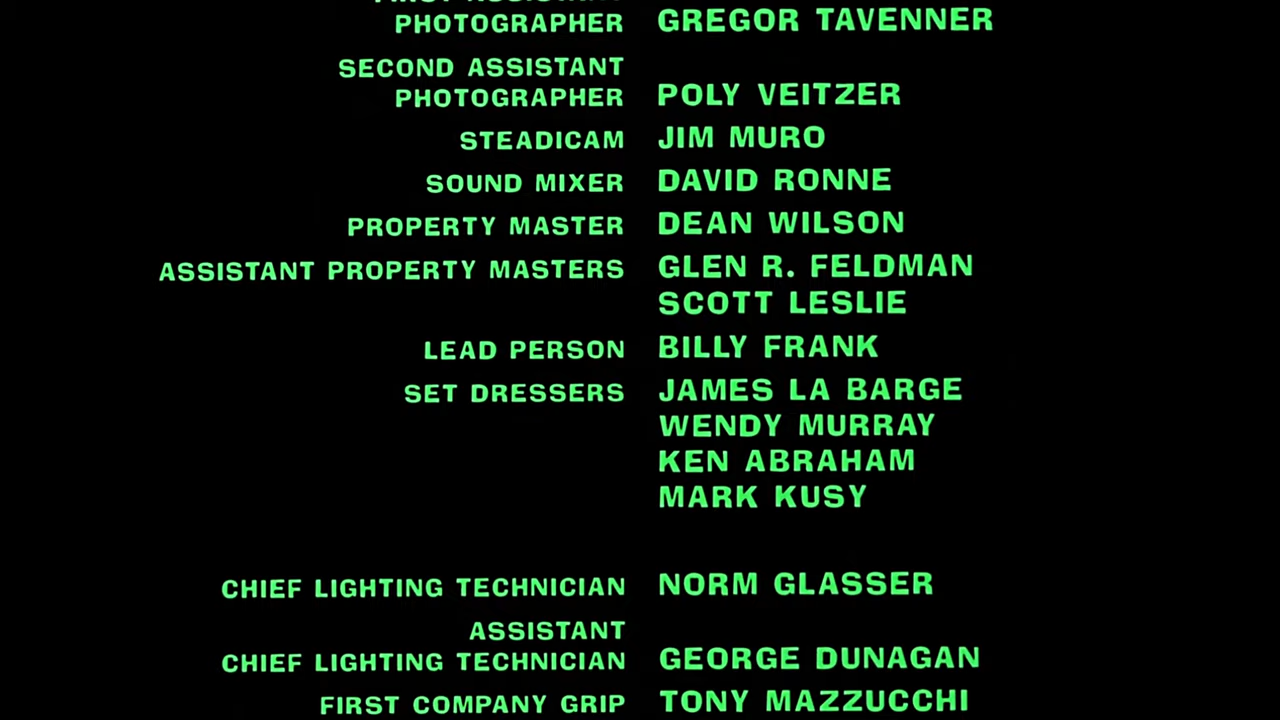 FIRST ASSISTANT
PHOTOGRAPHER GREGOR TAVENNER
SECOND ASSISTANT
PHOTOGRAPHER POLY VEITZER
STEADICAM JIM MURO
SOUND MIXER DAVID RONNE
PROPERTY MASTER DEAN WILSON
ASSISTANT PROPERTY MASTERS GLEN R. FELDMAN
SCOTT LESLIE
LEAD PERSON BILLY FRANK
SET DRESSERS JAMES LA BARGE
WENDY MURRAY
KEN ABRAHAM
MARK KUSY
CHIEF LIGHTING TECHNICIAN NORM GLASSER
ASSISTANT
CHIEF LIGHTING TECHNICIAN GEORGE DUNAGAN
FIRST COMPANY GRIP TONY MAZZUCCHI